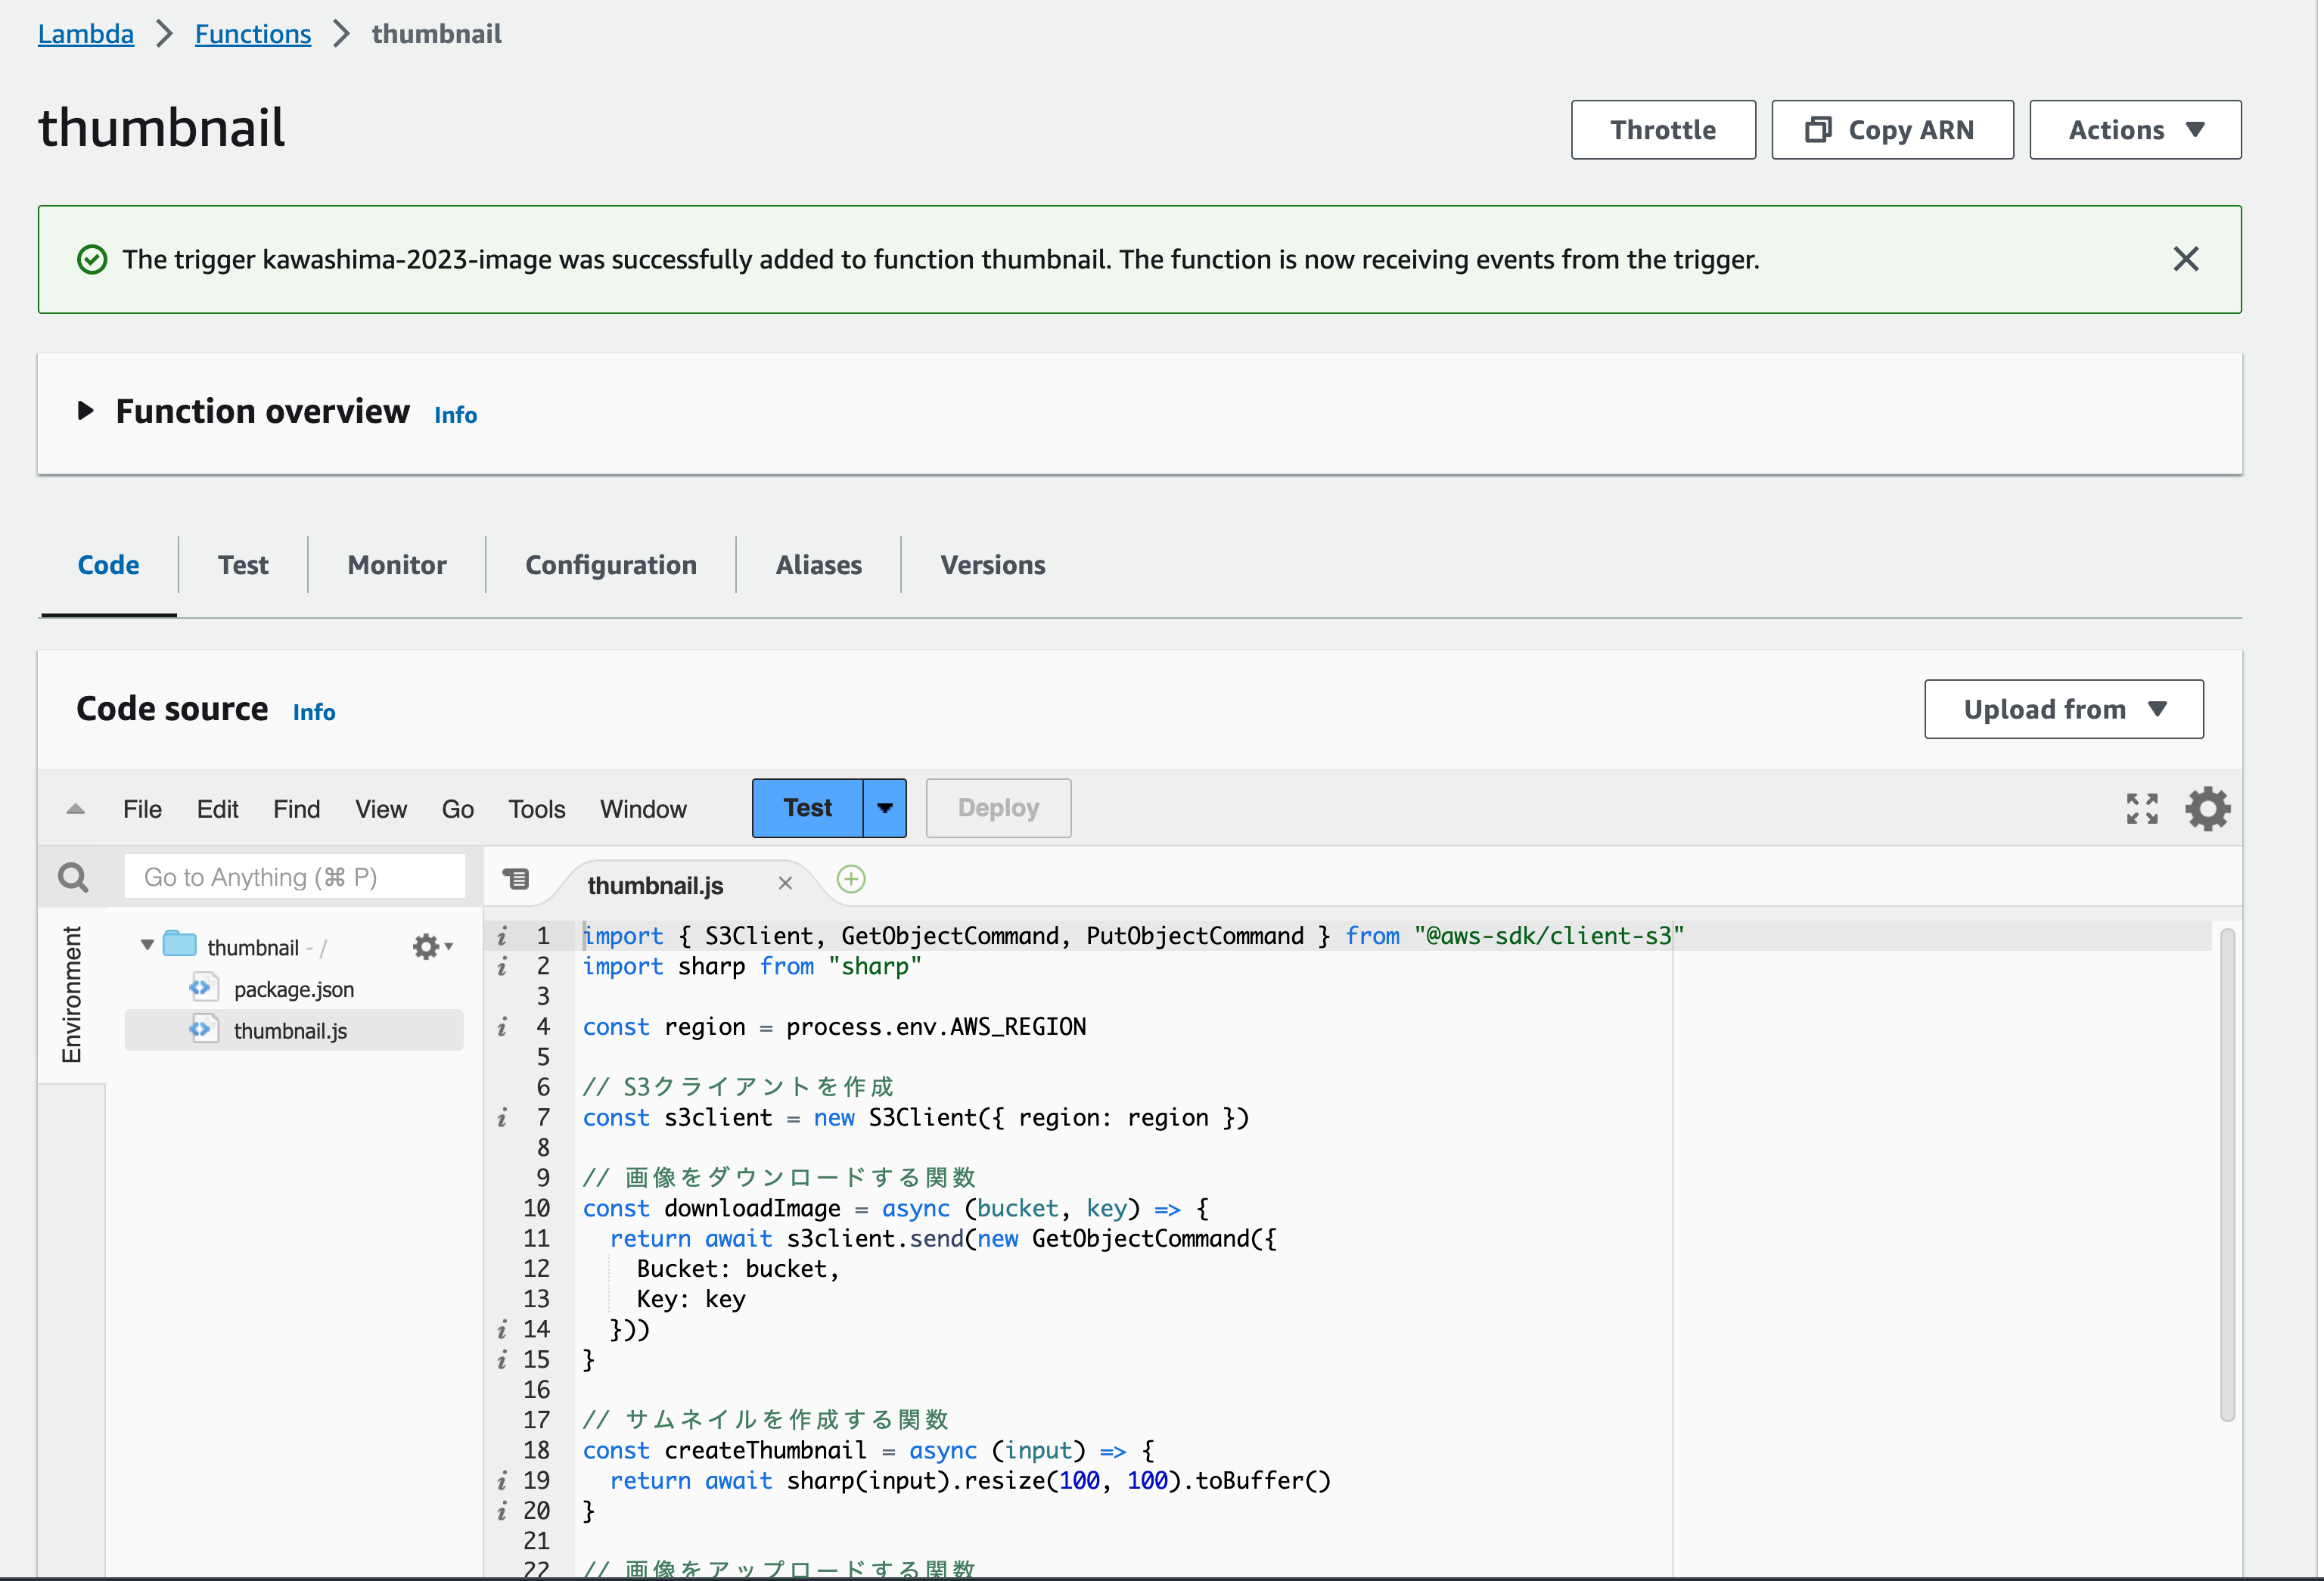 Lambda > Functions > thumbnail
thumbnail
Throttle
Copy ARN
Actions
The trigger kawashima-2023-image was successfully added to function thumbnail. The function is now receiving events from the trigger.
Function overview Info
Code
Test
Monitor
Configuration
Aliases
Versions
Code source Info
Upload from
File Edit Find View Go Tools Window
Test
Deploy
Go to Anything (⌘ P)
Environment
thumbnail - /
package.json
thumbnail.js
thumbnail.js
1 import { S3Client, GetObjectCommand, PutObjectCommand } from "@aws-sdk/client-s3"
2 import sharp from "sharp"
3
4 const region = process.env.AWS_REGION
5
6 // S3クライアントを作成
7 const s3client = new S3Client({ region: region })
8
9 // 画像をダウンロードする関数
10 const downloadImage = async (bucket, key) => {
11 return await s3client.send(new GetObjectCommand({
12 Bucket: bucket,
13 Key: key
14 }))
15 }
16
17 // サムネイルを作成する関数
18 const createThumbnail = async (input) => {
19 return await sharp(input).resize(100, 100).toBuffer()
20 }
21
22 // 画像をアップロードする関数